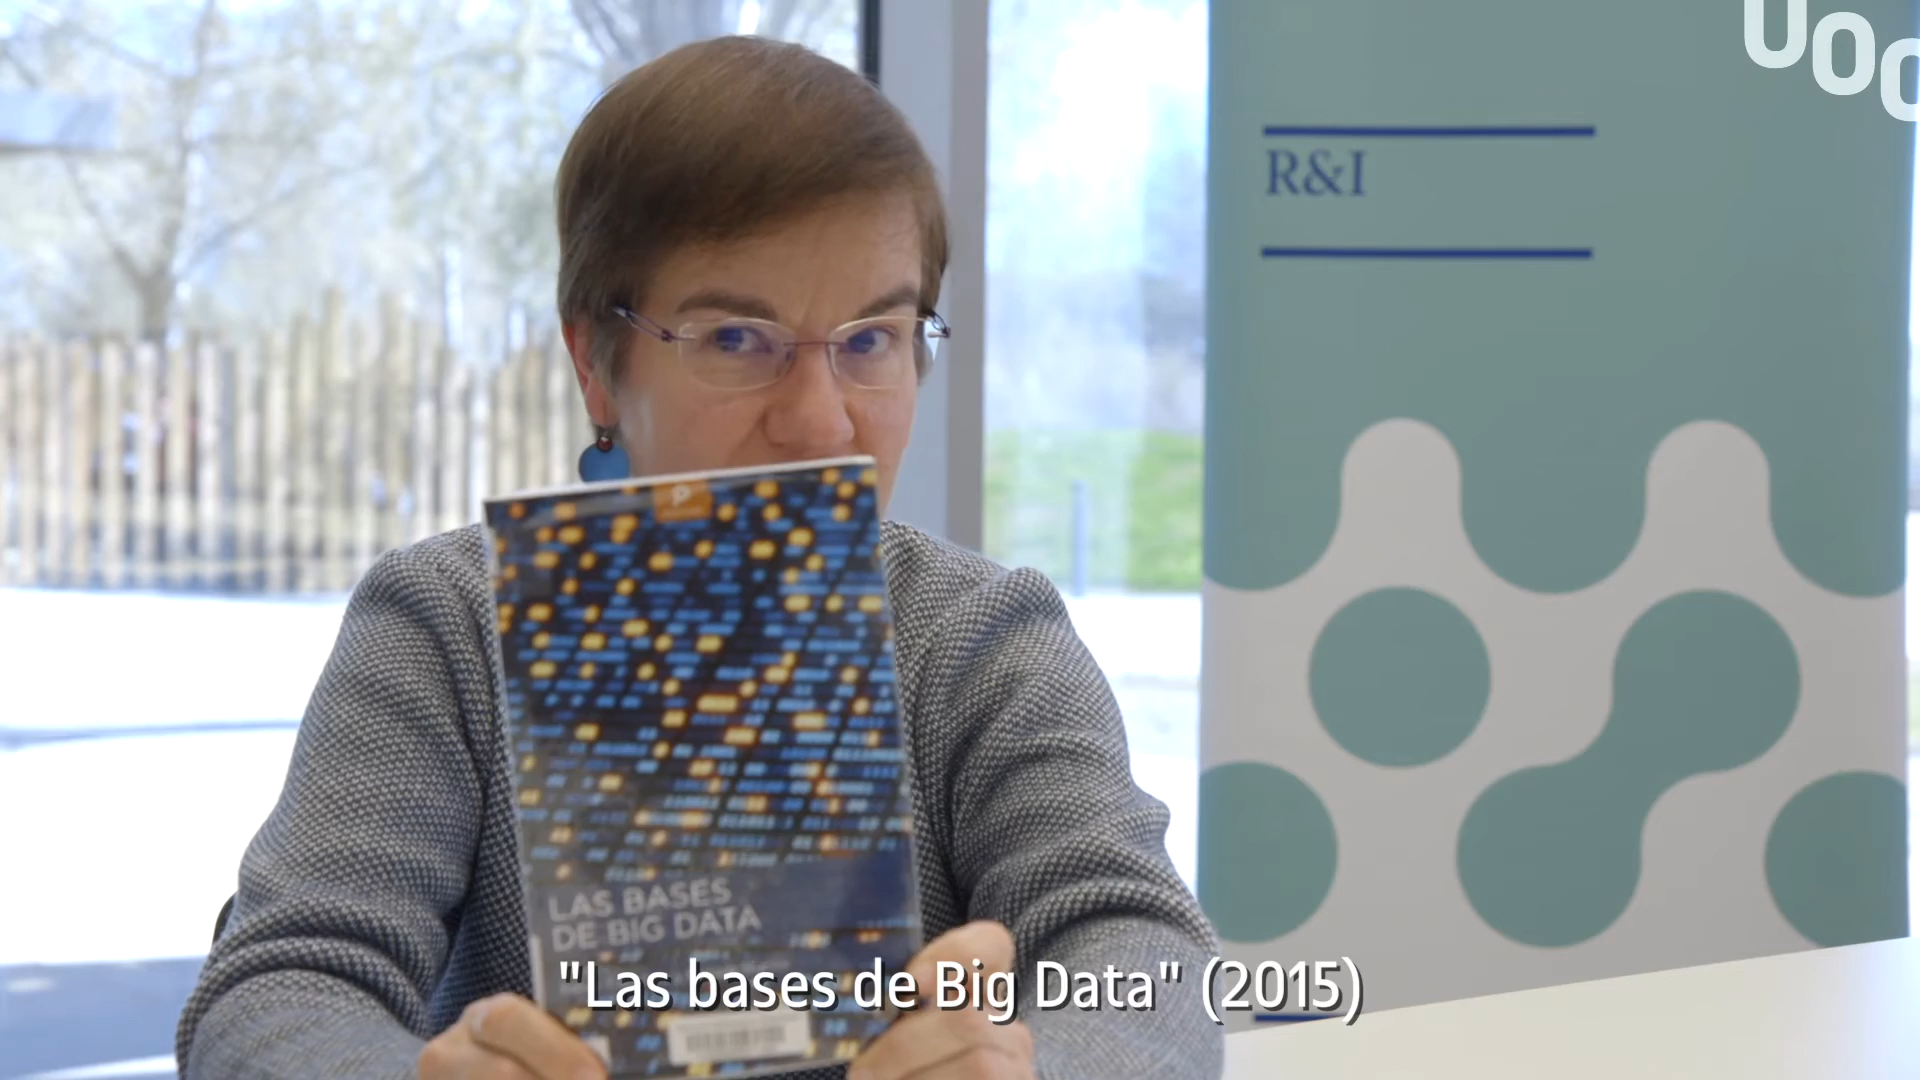 UOC
R&I
LAS BASES
DE BIG DATA
"Las bases de Big Data" (2015)